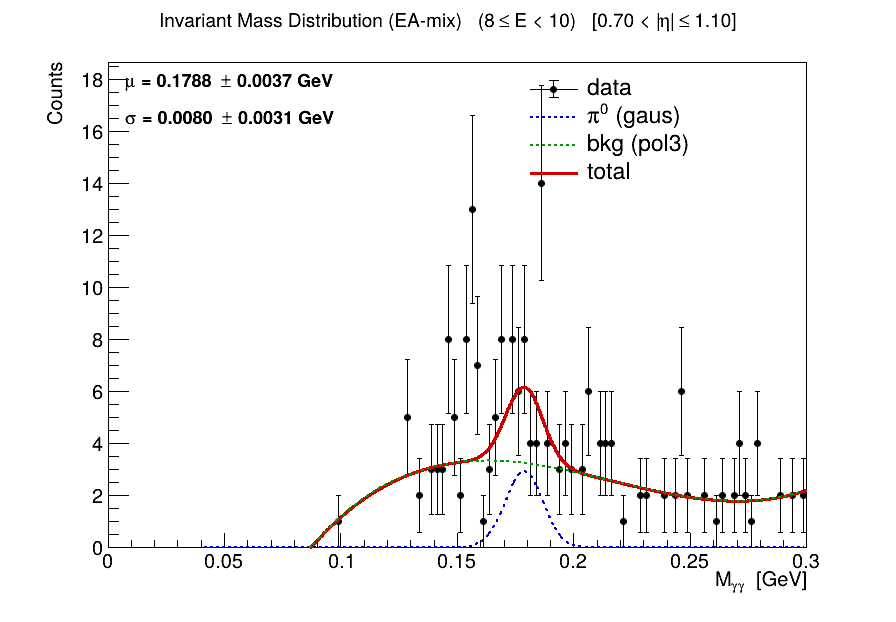 Invariant Mass Distribution (EA-mix) (8 ≤ E < 10) [0.70 < |η| ≤ 1.10]
Counts
μ = 0.1788 ± 0.0037 GeV
σ = 0.0080 ± 0.0031 GeV
data
π⁰ (gaus)
bkg (pol3)
total
18
16
14
12
10
8
6
4
2
0
0 0.05 0.1 0.15 0.2 0.25 0.3
M_γγ [GeV]